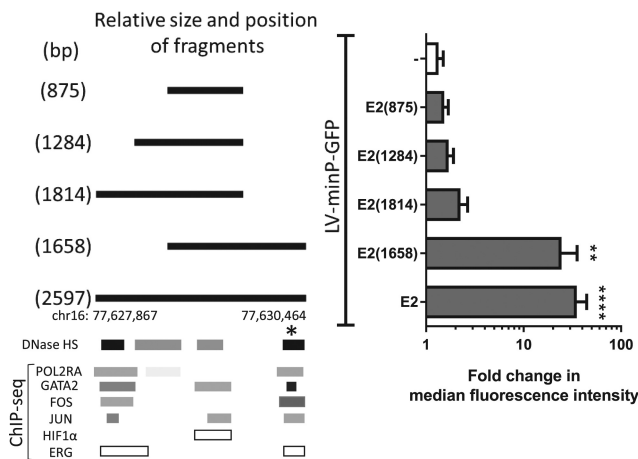 Relative size and position
of fragments
(bp)
(875)
(1284)
(1814)
(1658)
(2597)
chr16: 77,627,867 77,630,464
*
DNase HS
ChIP-seq
POL2RA
GATA2
FOS
JUN
HIF1α
ERG
LV-minP-GFP
-
E2(875)
E2(1284)
E2(1814)
E2(1658)
**
E2
****
1 10 100
Fold change in
median fluorescence intensity